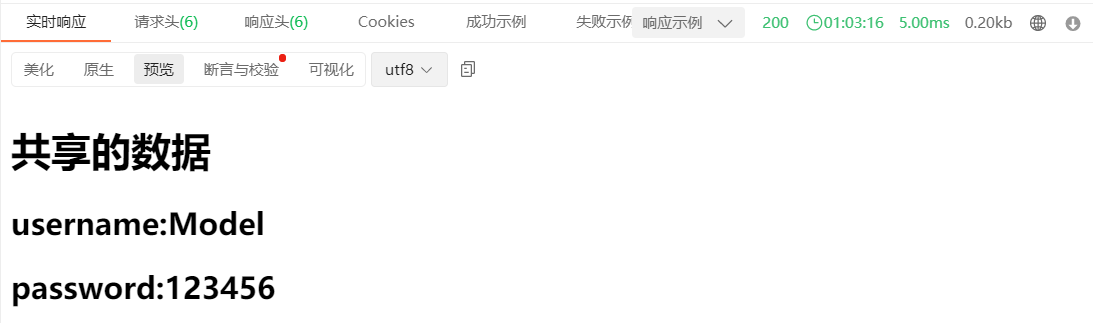 实时响应 请求头(6) 响应头(6) Cookies 成功示例 失败示例 响应示例 200 01:03:16 5.00ms 0.20kb
美化 原生 预览 断言与校验 可视化 utf8
共享的数据
username:Model
password:123456